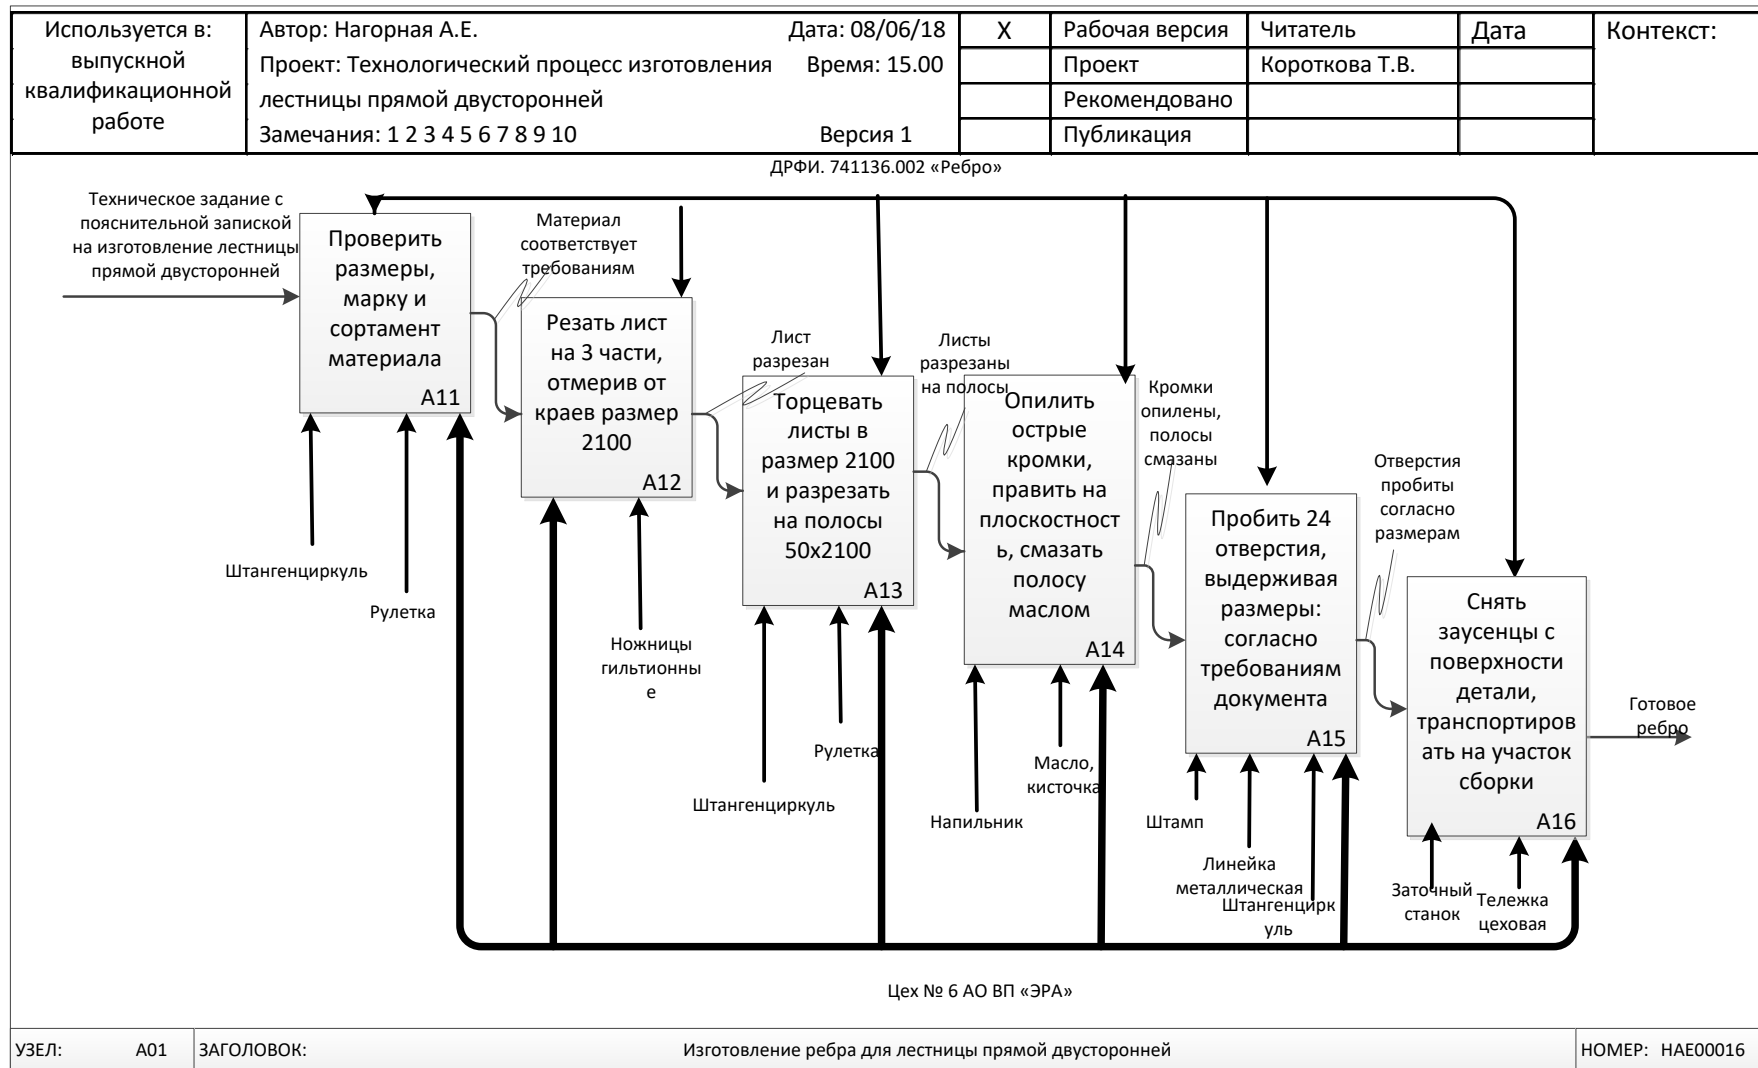 Используется в:
выпускной
квалификационной
работе
Автор: Нагорная А.Е.
Дата: 08/06/18
Проект: Технологический процесс изготовления
Время: 15.00
лестницы прямой двусторонней
Замечания: 1 2 3 4 5 6 7 8 9 10
Версия 1
X
Рабочая версия
Читатель
Дата
Контекст:
Проект
Короткова Т.В.
Рекомендовано
Публикация
ДРФИ. 741136.002 «Ребро»
Техническое задание с
пояснительной запиской
на изготовление лестницы
прямой двусторонней
Проверить
размеры,
марку и
сортамент
материала
A11
Материал
соответствует
требованиям
Резать лист
на 3 части,
отмерив от
краев размер
2100
A12
Лист
разрезан
Торцевать
листы в
размер 2100
и разрезать
на полосы
50x2100
A13
Листы
разрезаны
на полосы
Опилить
острые
кромки,
править на
плоскостност
ь, смазать
полосу
маслом
A14
Кромки
опилены,
полосы
смазаны
Пробить 24
отверстия,
выдерживая
размеры:
согласно
требованиям
документа
A15
Отверстия
пробиты
согласно
размерам
Снять
заусенцы с
поверхности
детали,
транспортиров
ать на участок
сборки
A16
Готовое
ребро
Штангенциркуль
Рулетка
Ножницы
гильтионны
е
Штангенциркуль
Рулетка
Напильник
Масло,
кисточка
Штамп
Линейка
металлическая
Штангенцирк
уль
Заточный
станок
Тележка
цеховая
Цех № 6 АО ВП «ЭРА»
УЗЕЛ:
A01
ЗАГОЛОВОК:
Изготовление ребра для лестницы прямой двусторонней
НОМЕР: НАЕ00016